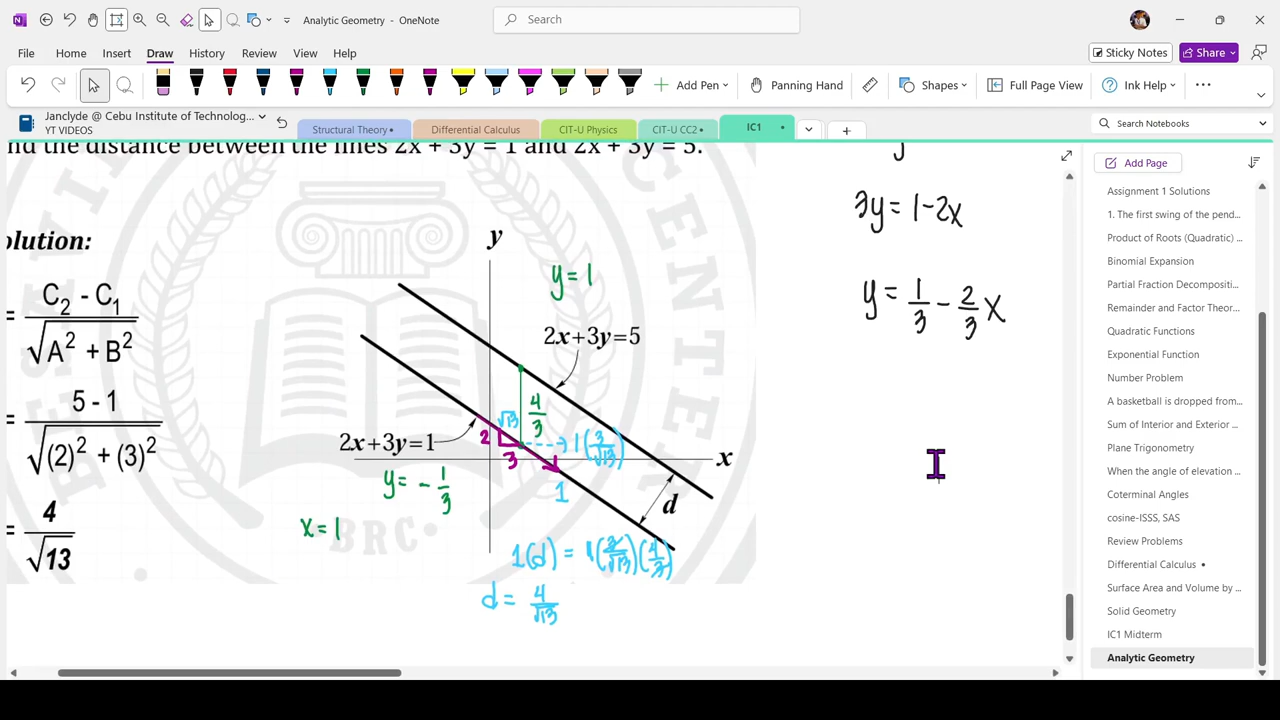 Analytic Geometry - OneNote
Search
File Home Insert Draw History Review View Help
Sticky Notes
Share
Add Pen
Panning Hand
Shapes
Full Page View
Ink Help
Janclyde @ Cebu Institute of Technolog...
YT VIDEOS
Structural Theory
Differential Calculus
CIT-U Physics
CIT-U CC2
IC1
Search Notebooks
Add Page
Assignment 1 Solutions
1. The first swing of the pend...
Product of Roots (Quadratic) ...
Binomial Expansion
Partial Fraction Decompositi...
Remainder and Factor Theor...
Quadratic Functions
Exponential Function
Number Problem
A basketball is dropped from...
Sum of Interior and Exterior ...
Plane Trigonometry
When the angle of elevation ...
Coterminal Angles
cosine-ISSS, SAS
Review Problems
Differential Calculus
Surface Area and Volume by ...
Solid Geometry
IC1 Midterm
Analytic Geometry
nd the distance between the lines 2x + 3y = 1 and 2x + 3y = 5.
olution:
= C₂ - C₁ / √(A² + B²)
= 5 - 1 / √((2)² + (3)²)
= 4 / √13
y
y = 1
2x+3y=5
4/3
√13
2
3
1(3/√13)
2x+3y=1
x
y = -1/3
1
d
x = 1
BRC
1(d) = 1(3/√13)(4/3)
d = 4/√13
3y = 1-2x
y = 1/3 - 2/3 x